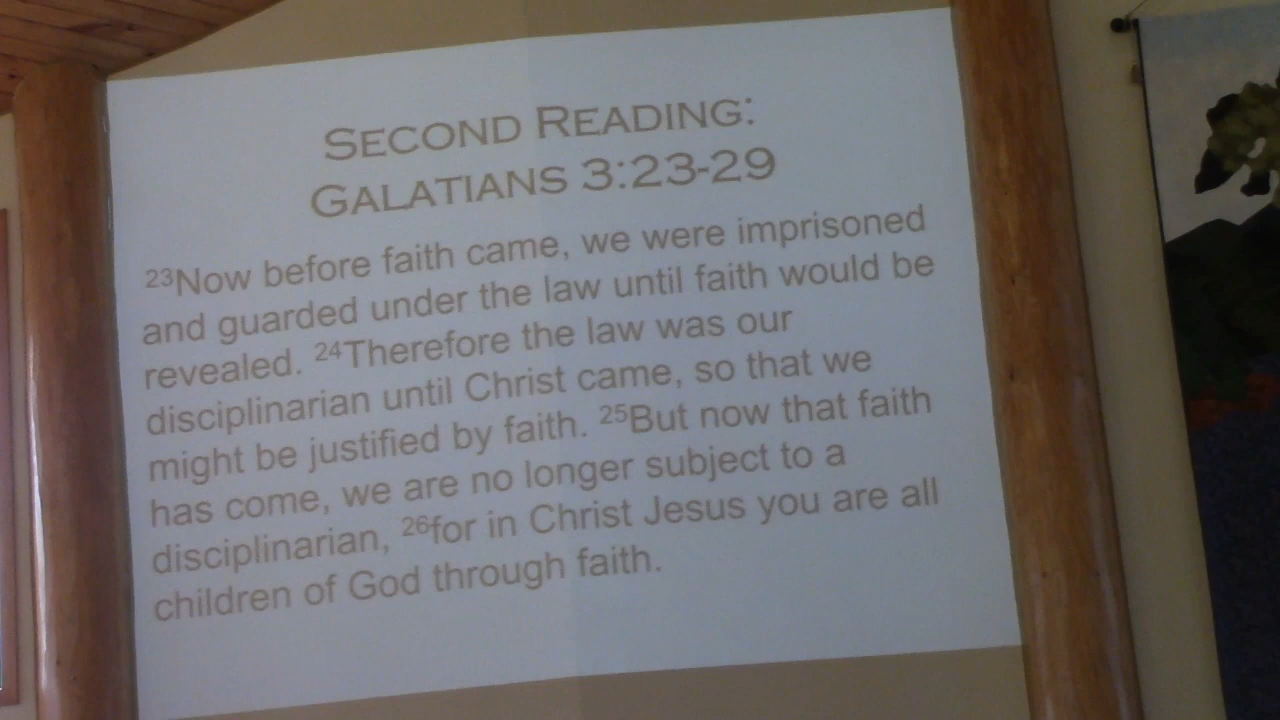 SECOND READING:
GALATIANS 3:23-29
²³Now before faith came, we were imprisoned
and guarded under the law until faith would be
revealed. ²⁴Therefore the law was our
disciplinarian until Christ came, so that we
might be justified by faith. ²⁵But now that faith
has come, we are no longer subject to a
disciplinarian, ²⁶for in Christ Jesus you are all
children of God through faith.